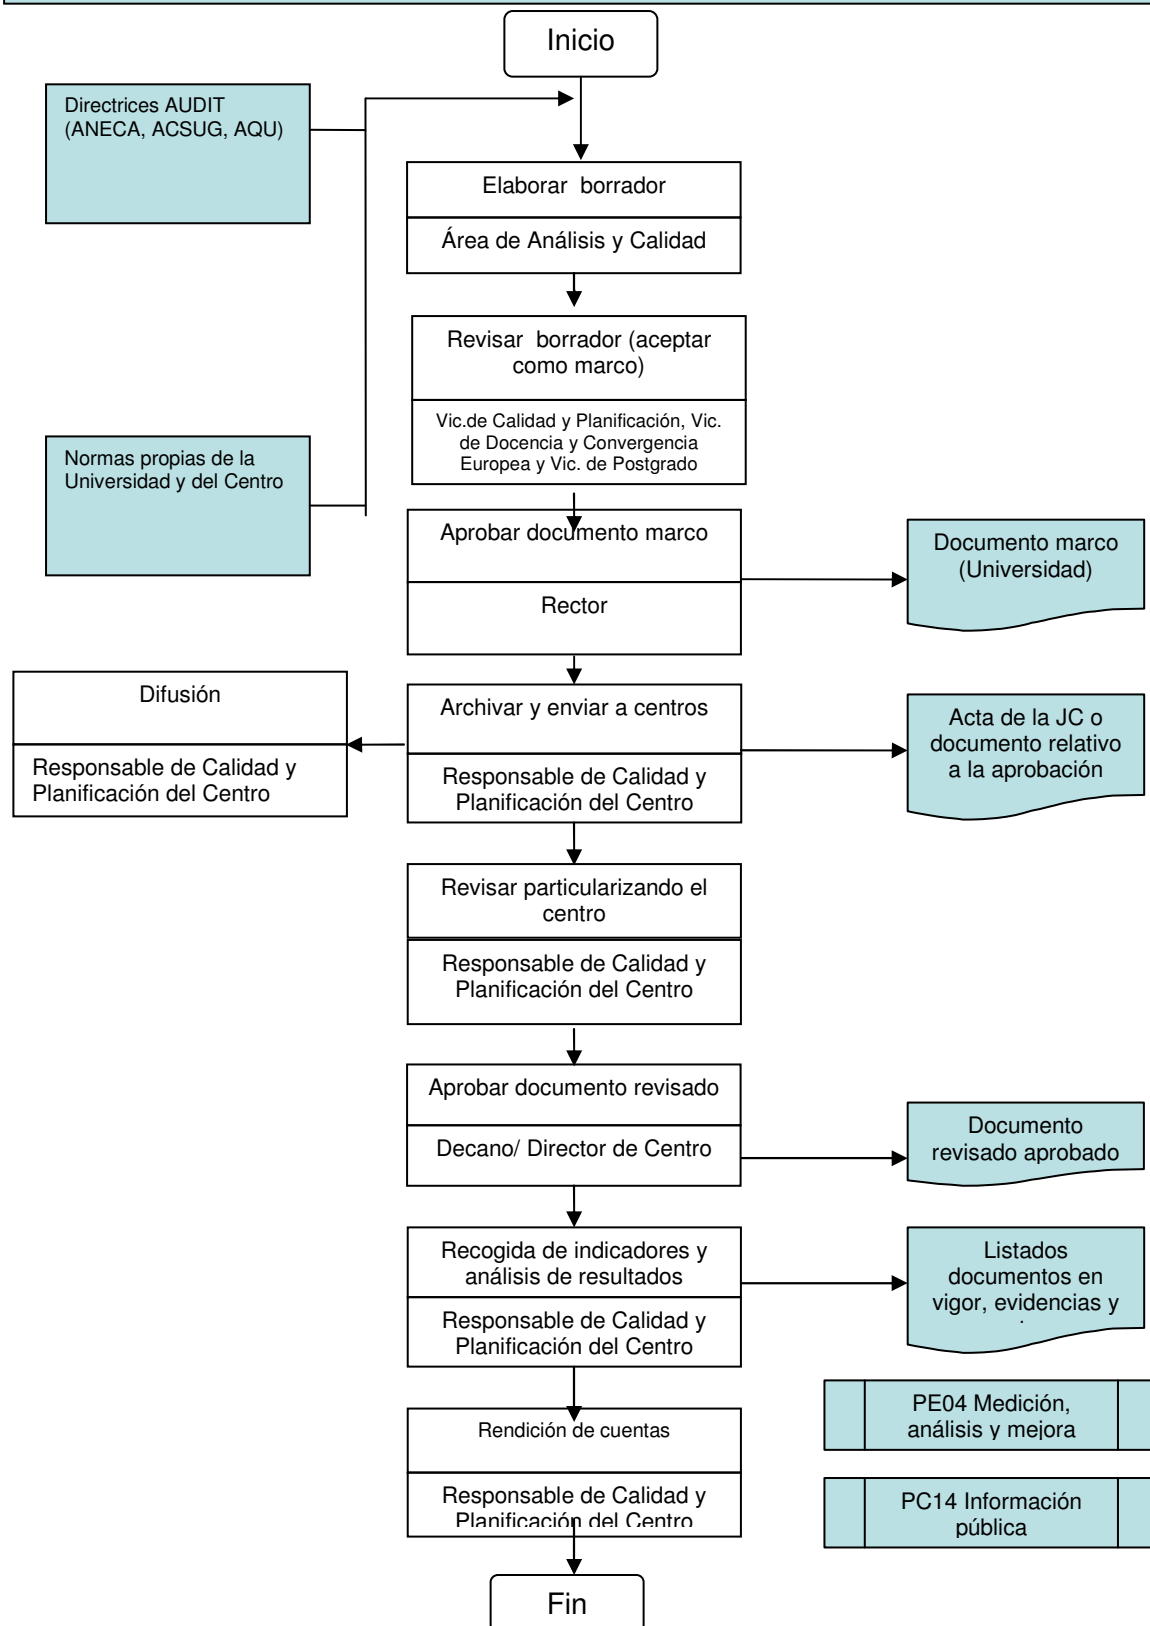 Inicio
Directrices AUDIT
(ANECA, ACSUG, AQU)
Elaborar borrador
Área de Análisis y Calidad
Revisar borrador (aceptar
como marco)
Vic.de Calidad y Planificación, Vic.
de Docencia y Convergencia
Europea y Vic. de Postgrado
Normas propias de la
Universidad y del Centro
Aprobar documento marco
Rector
Documento marco
(Universidad)
Difusión
Responsable de Calidad y
Planificación del Centro
Archivar y enviar a centros
Responsable de Calidad y
Planificación del Centro
Acta de la JC o
documento relativo
a la aprobación
Revisar particularizando el
centro
Responsable de Calidad y
Planificación del Centro
Aprobar documento revisado
Decano/ Director de Centro
Documento
revisado aprobado
Recogida de indicadores y
análisis de resultados
Responsable de Calidad y
Planificación del Centro
Listados
documentos en
vigor, evidencias y
Rendición de cuentas
Responsable de Calidad y
Planificación del Centro
PE04 Medición,
análisis y mejora
PC14 Información
pública
Fin